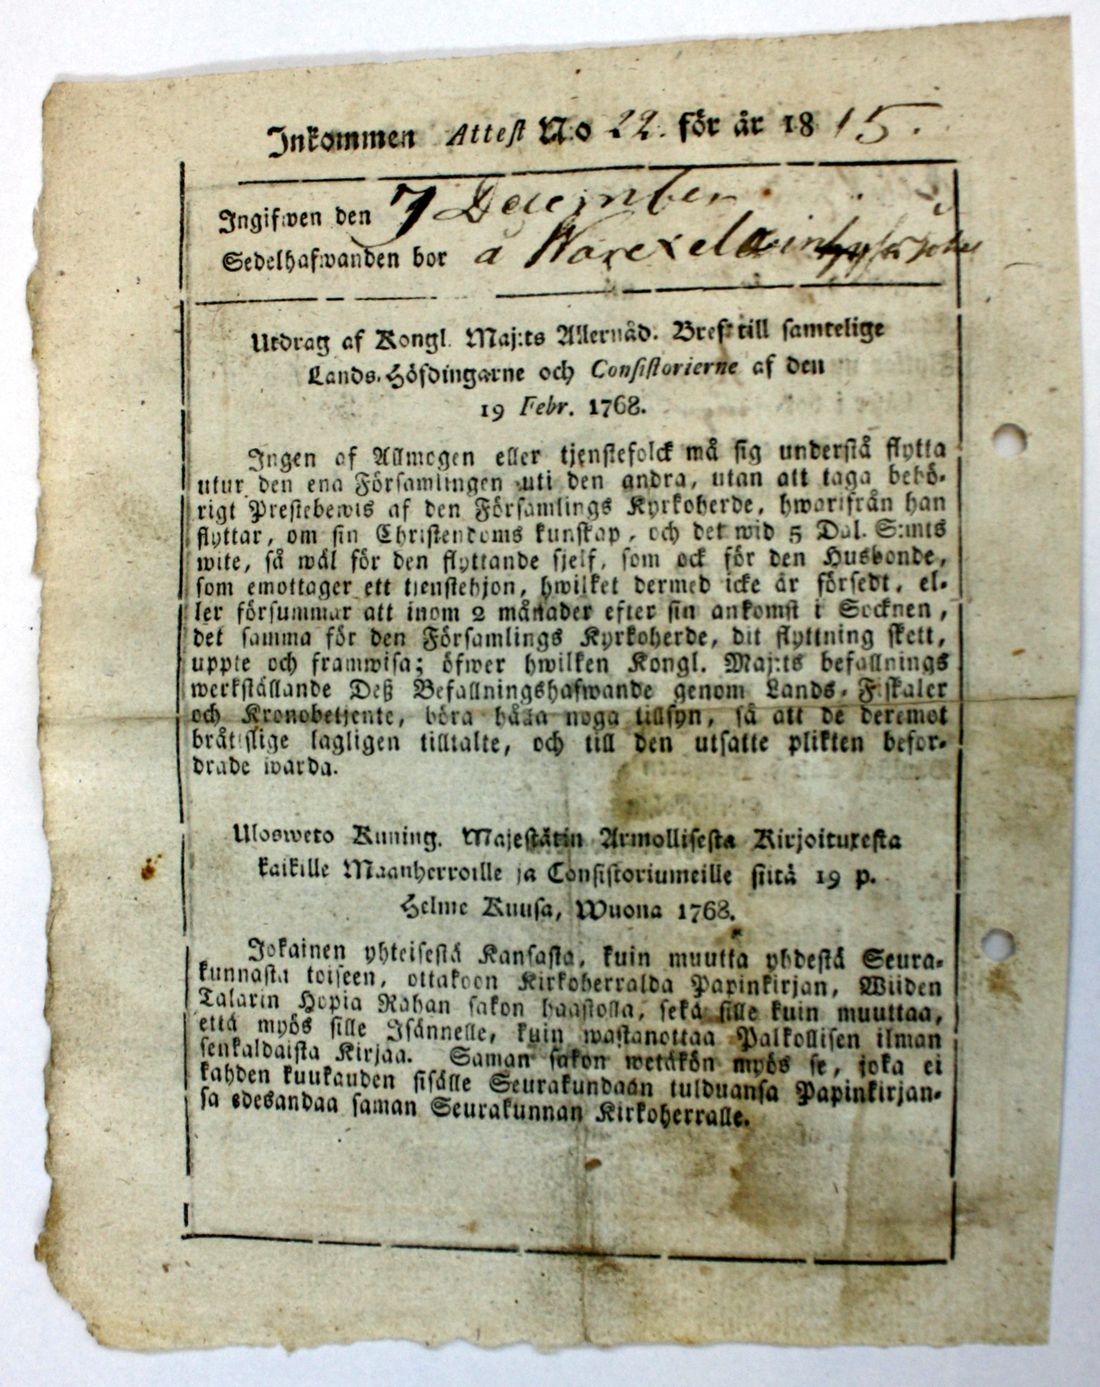 Inkommen Attest No 22. för år 1815.
Ingifwen den 7 December
Sedelhafwanden bor å
Utdrag af Kongl. Maj:ts Allernåd. Bref till samtelige
Lands-Höfdingarne och Consistorierne af den
19 Febr. 1768.
Ingen af Allmogen eller tjenstefolck må sig understå flytta
utur den ena Församlingen uti den andra, utan att taga behö-
rigt Prestebewis af den Församlings Kyrkoherde, hwarifrån han
flyttar, om sin Christendoms kunskap, och det wid 5 Dal. S:mts
wite, så wäl för den flyttande sjelf, som ock för den Husbonde,
som emottager ett tienstehjon, hwilket dermed icke är försedt, el-
ler försummar att inom 2 månader efter sin ankomst i Socknen,
det samma för den Församlings Kyrkoherde, dit flyttning skett,
uppte och framwisa; öfwer hwilken Kongl. Maj:ts befallnings
werkställande Deß Befallningshafwande genom Lands-Fiskaler
och Kronobetjente, böra hålla noga tillsyn, så att de deremot
bråtislige lagligen tilltalte, och till den utsatte plikten befor-
drade warda.
Ulosweto Kuning. Majestätin Armollisesta Kirjoituxesta
kaikille Maanherroille ja Consistoriumeille siitä 19 p.
Helme Kuusa, Wuona 1768.
Jokainen yhteisestä Kansasta, kuin muutta yhdestä Seura-
kunnasta toiseen, ottakoon Kirkoherralda Papinkirjan, Wiiden
Talarin Hopia Rahan sakon haastolla, sekä sille kuin muuttaa,
että myös sille Isännelle, kuin wastanottaa Palkollisen ilman
senkaldaista Kirjaa. Saman sakon wetäkön myös se, joka ei
kahden kuukauden sisälle Seurakundaan tulduansa Papinkirjan-
sa edesandaa saman Seurakunnan Kirkoherralle.